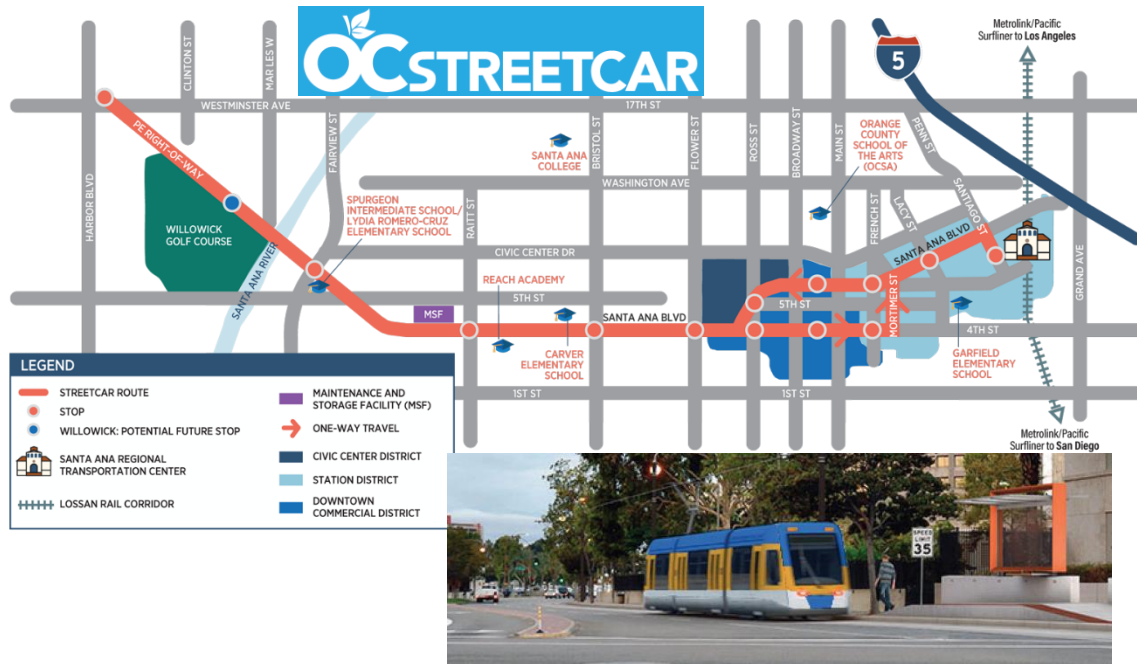 OC STREETCAR
Metrolink/Pacific
Surfliner to Los Angeles
5
WESTMINSTER AVE
17TH ST
HARBOR BLVD
CLINTON ST
MAR LES W
FAIRVIEW ST
PE RIGHT-OF-WAY
WILLOWICK
GOLF COURSE
SANTA ANA RIVER
SPURGEON
INTERMEDIATE SCHOOL/
LYDIA ROMERO-CRUZ
ELEMENTARY SCHOOL
SANTA ANA
COLLEGE
RAITT ST
BRISTOL ST
FLOWER ST
ROSS ST
BROADWAY ST
MAIN ST
ORANGE
COUNTY
SCHOOL OF
THE ARTS
(OCSA)
PENN ST
WASHINGTON AVE
FRENCH ST
LACY ST
SANTIAGO ST
SANTA ANA BLVD
GRAND AVE
CIVIC CENTER DR
REACH ACADEMY
5TH ST
5TH ST
MSF
SANTA ANA BLVD
MORTIMER ST
4TH ST
CARVER
ELEMENTARY
SCHOOL
GARFIELD
ELEMENTARY
SCHOOL
1ST ST
1ST ST
Metrolink/Pacific
Surfliner to San Diego
LEGEND
STREETCAR ROUTE
STOP
WILLOWICK: POTENTIAL FUTURE STOP
SANTA ANA REGIONAL
TRANSPORTATION CENTER
LOSSAN RAIL CORRIDOR
MAINTENANCE AND
STORAGE FACILITY (MSF)
ONE-WAY TRAVEL
CIVIC CENTER DISTRICT
STATION DISTRICT
DOWNTOWN
COMMERCIAL DISTRICT
SPEED
LIMIT
35